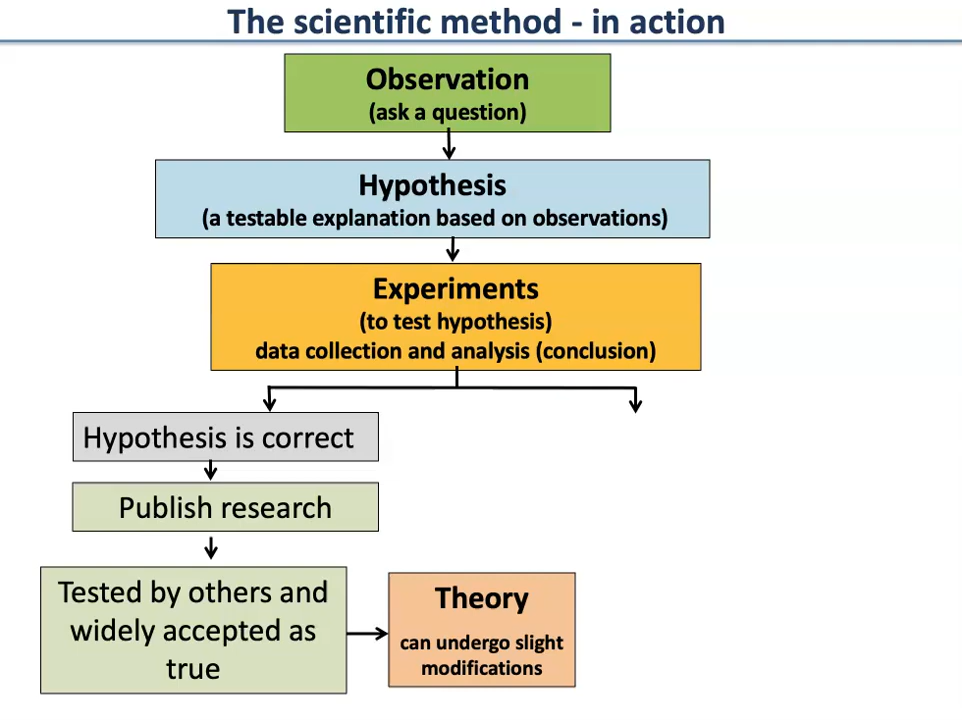 The scientific method - in action
Observation
(ask a question)
Hypothesis
(a testable explanation based on observations)
Experiments
(to test hypothesis)
data collection and analysis (conclusion)
Hypothesis is correct
Publish research
Tested by others and
widely accepted as
true
Theory
can undergo slight
modifications